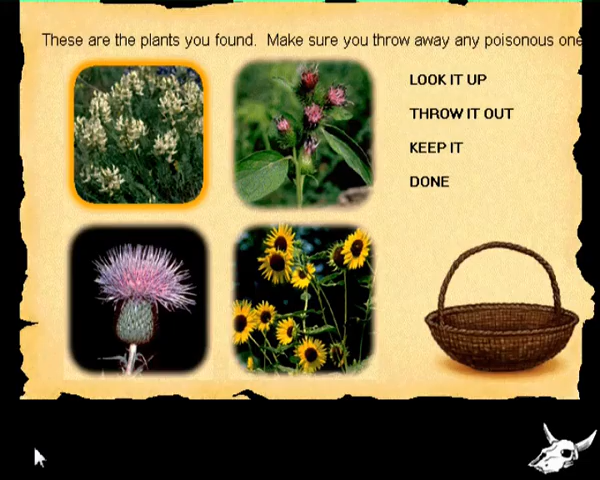 These are the plants you found.  Make sure you throw away any poisonous one
LOOK IT UP
THROW IT OUT
KEEP IT
DONE